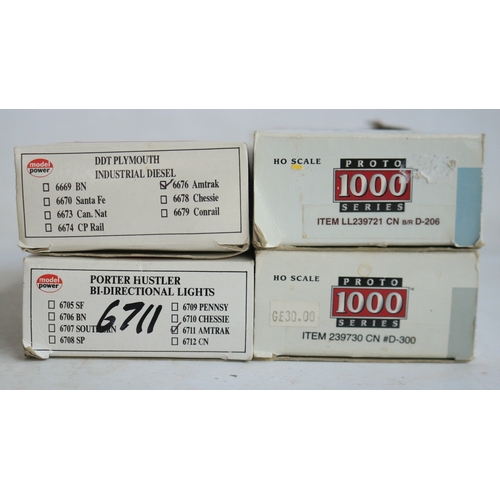 model
power
DDT PLYMOUTH
INDUSTRIAL DIESEL
6669 BN
6670 Santa Fe
6673 Can. Nat
6674 CP Rail
6676 Amtrak
6678 Chessie
6679 Conrail
HO SCALE
PROTO
1000
SERIES
ITEM LL239721 CN B/R D-206
model
power
PORTER HUSTLER
BI-DIRECTIONAL LIGHTS
6705 SF
6706 BN
6708 SP
6709 PENNSY
6710 CHESSIE
6711 AMTRAK
6712 CN
6711
HO SCALE
PROTO
1000
SERIES
G£30.00
ITEM 239730 CN #D-300